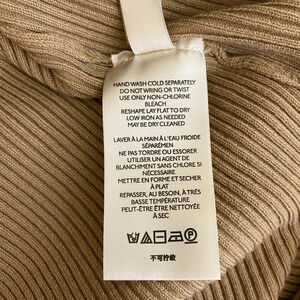 HAND WASH COLD SEPARATELY
DO NOT WRING OR TWIST
USE ONLY NON-CHLORINE
BLEACH
RESHAPE LAY FLAT TO DRY
LOW IRON AS NEEDED
MAY BE DRY CLEANED
LAVER À LA MAIN À L'EAU FROIDE
SÉPARÉMEN
NE PAS TORDRE OU ESSORER
UTILISER UN AGENT DE
BLANCHIMENT SANS CHLORE SI
NÉCESSAIRE
METTRE EN FORME ET SECHER
À PLAT
REPASSER, AU BESOIN, À TRÈS
BASSE TEMPÉRATURE
PEUT-ÊTRE ÊTRE NETTOYÉE
À SEC
不可拧绞